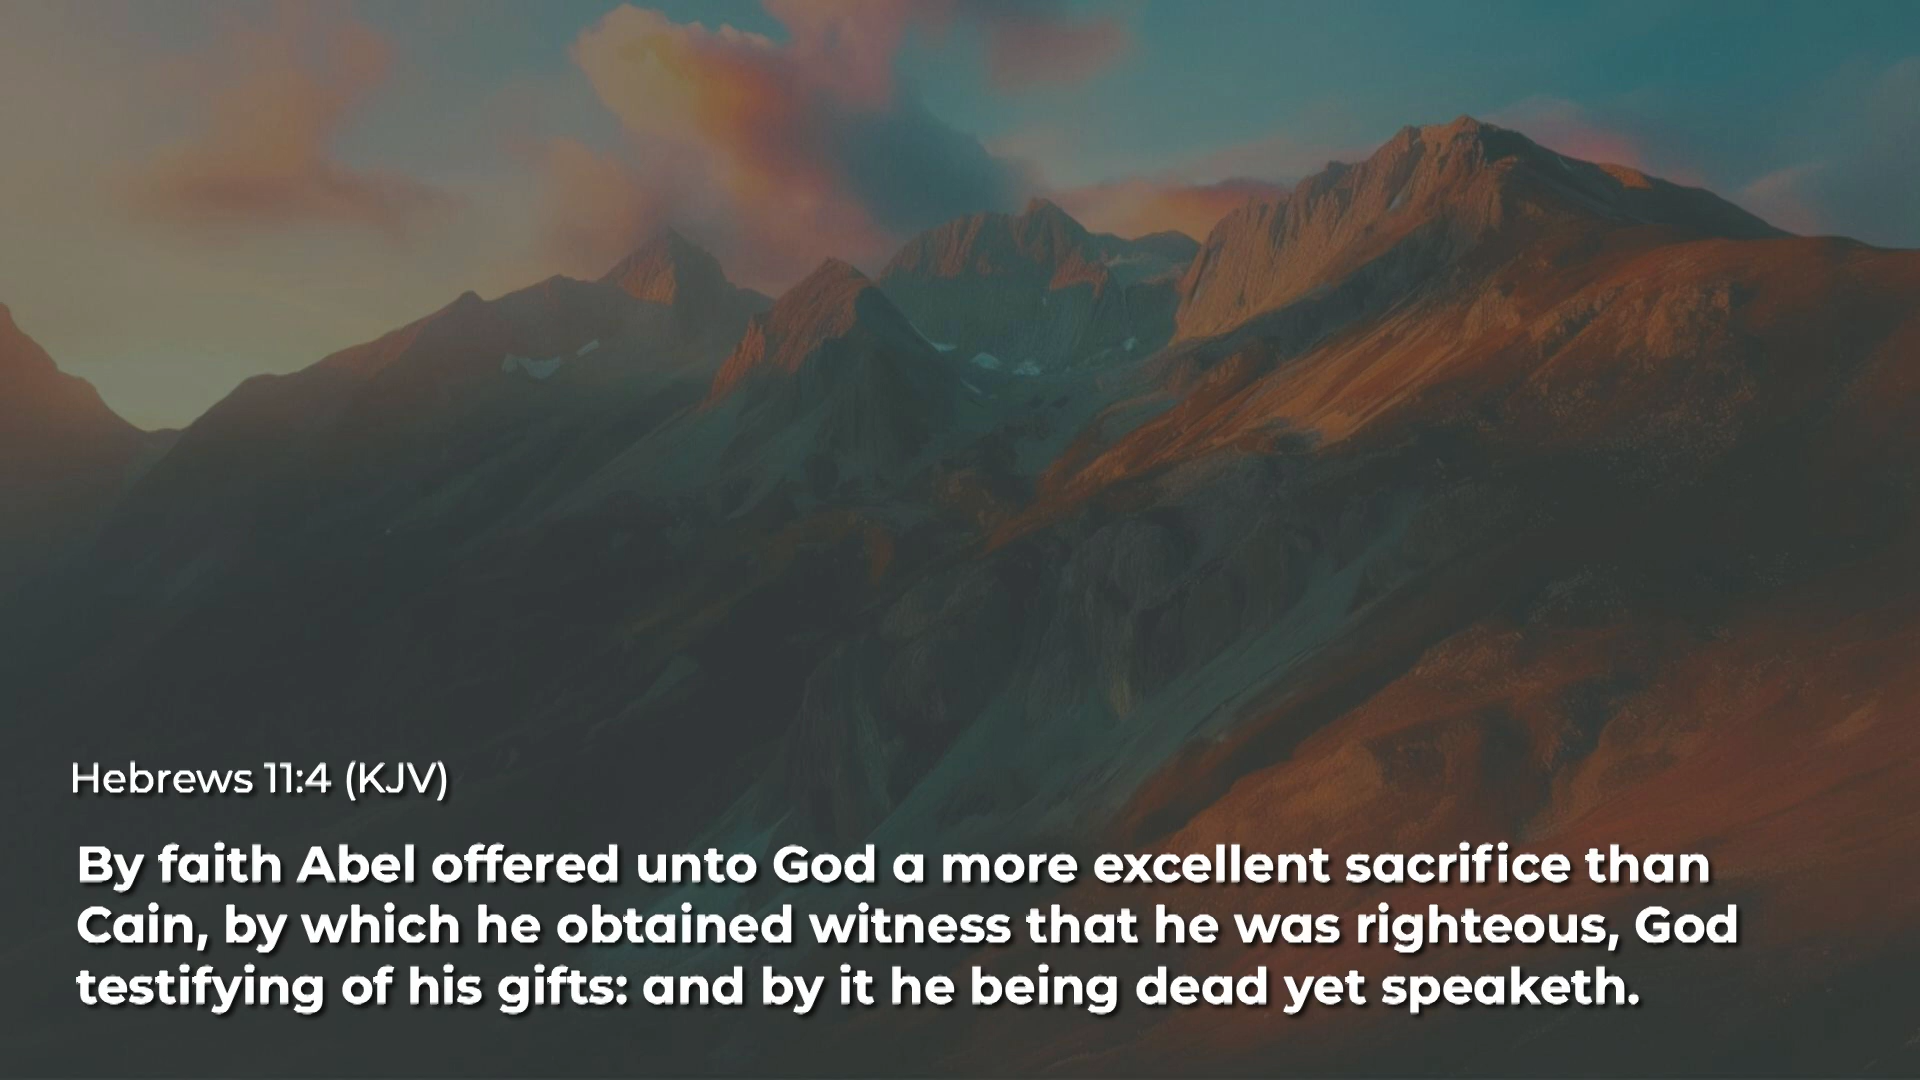 Hebrews 11:4 (KJV)
By faith Abel offered unto God a more excellent sacrifice than
Cain, by which he obtained witness that he was righteous, God
testifying of his gifts: and by it he being dead yet speaketh.